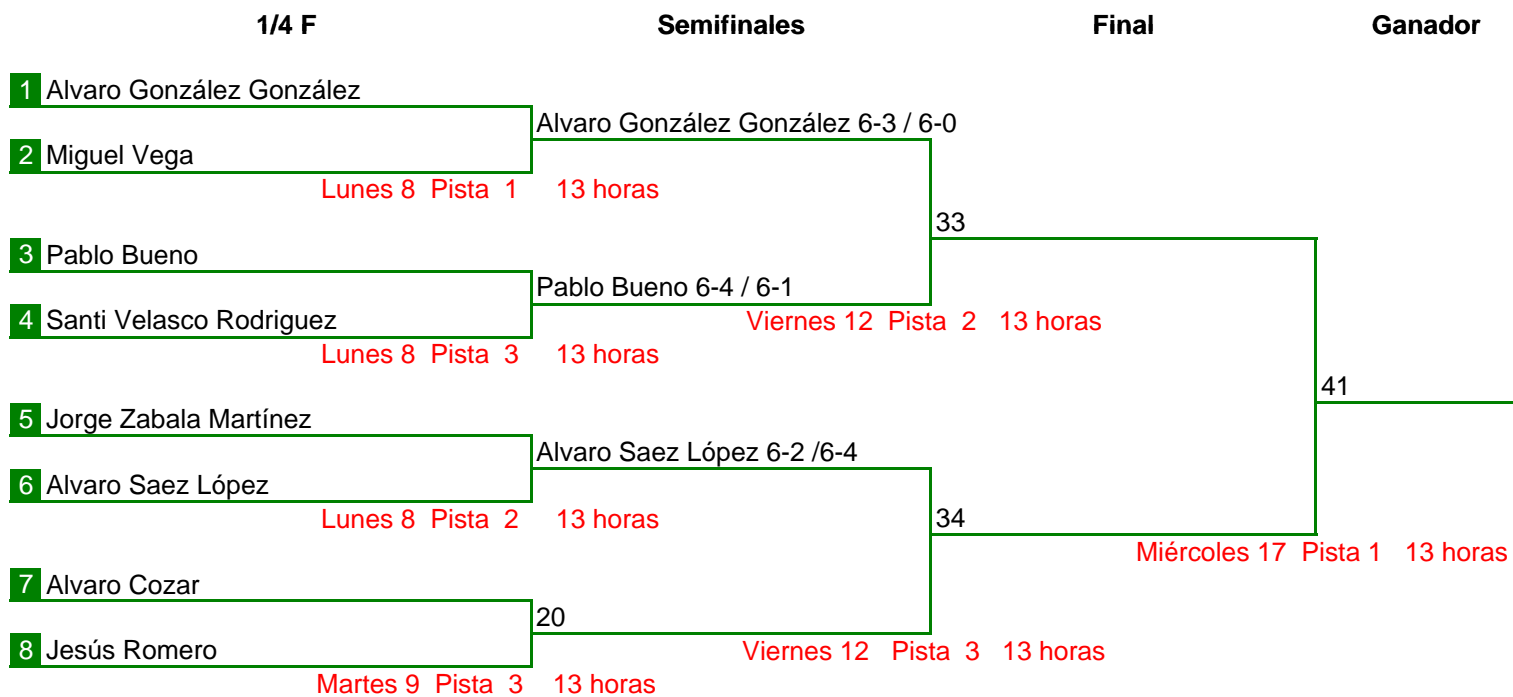 1/4 F Semifinales Final Ganador
1 Alvaro González González
Alvaro González González 6-3 / 6-0
2 Miguel Vega
Lunes 8 Pista 1 13 horas
33
3 Pablo Bueno
Pablo Bueno 6-4 / 6-1
4 Santi Velasco Rodriguez
Viernes 12 Pista 2 13 horas
Lunes 8 Pista 3 13 horas
41
5 Jorge Zabala Martínez
Alvaro Saez López 6-2 /6-4
6 Alvaro Saez López
Lunes 8 Pista 2 13 horas
34
Miércoles 17 Pista 1 13 horas
7 Alvaro Cozar
20
8 Jesús Romero
Viernes 12 Pista 3 13 horas
Martes 9 Pista 3 13 horas